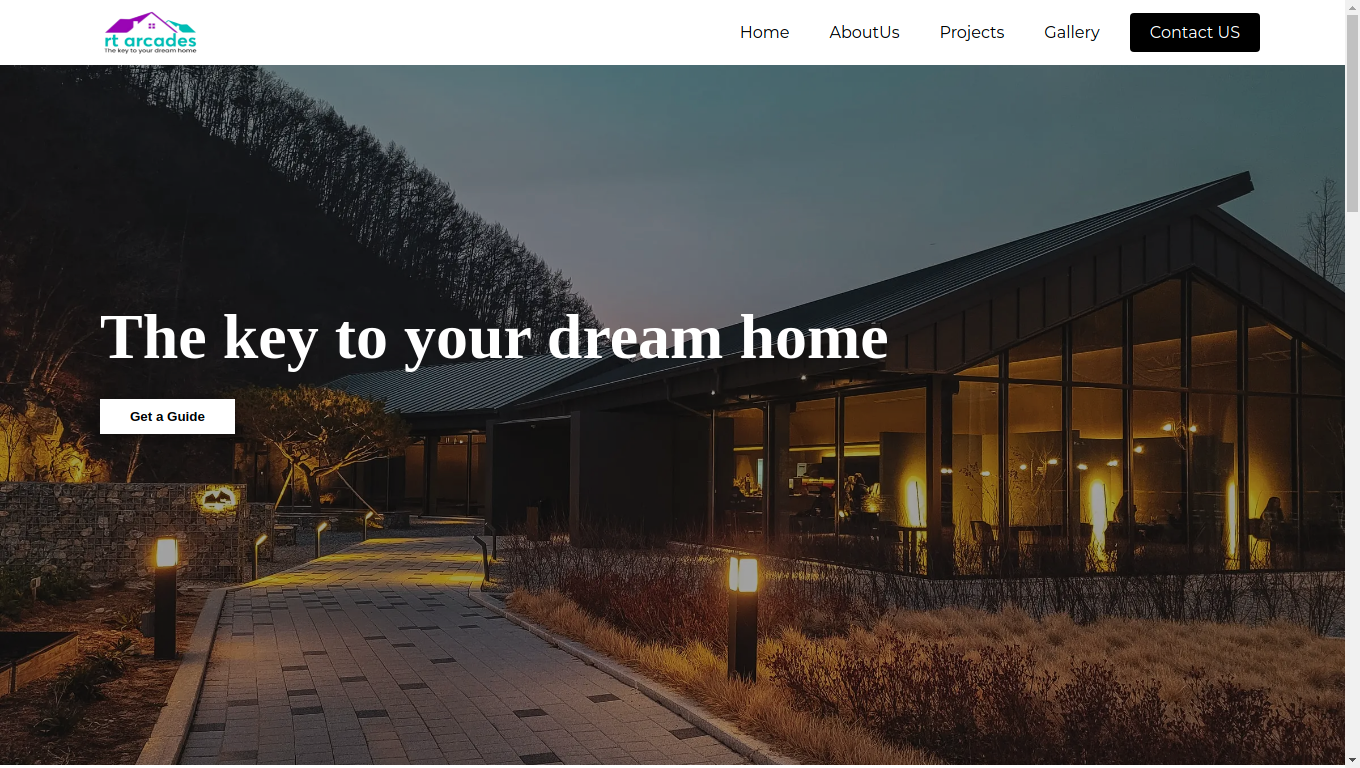 rt arcades
The key to your dream home
Home
AboutUs
Projects
Gallery
Contact US
The key to your dream home
Get a Guide